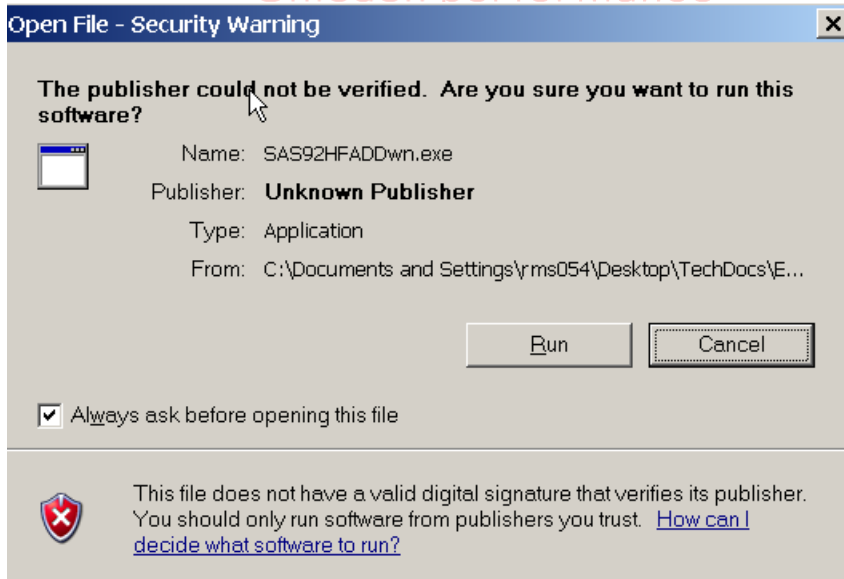 Open File - Security Warning
The publisher could not be verified. Are you sure you want to run this
software?
Name: SAS92HFADDwn.exe
Publisher: Unknown Publisher
Type: Application
From: C:\Documents and Settings\rms054\Desktop\TechDocs\E...
Run
Cancel
Always ask before opening this file
This file does not have a valid digital signature that verifies its publisher.
You should only run software from publishers you trust. How can I
decide what software to run?